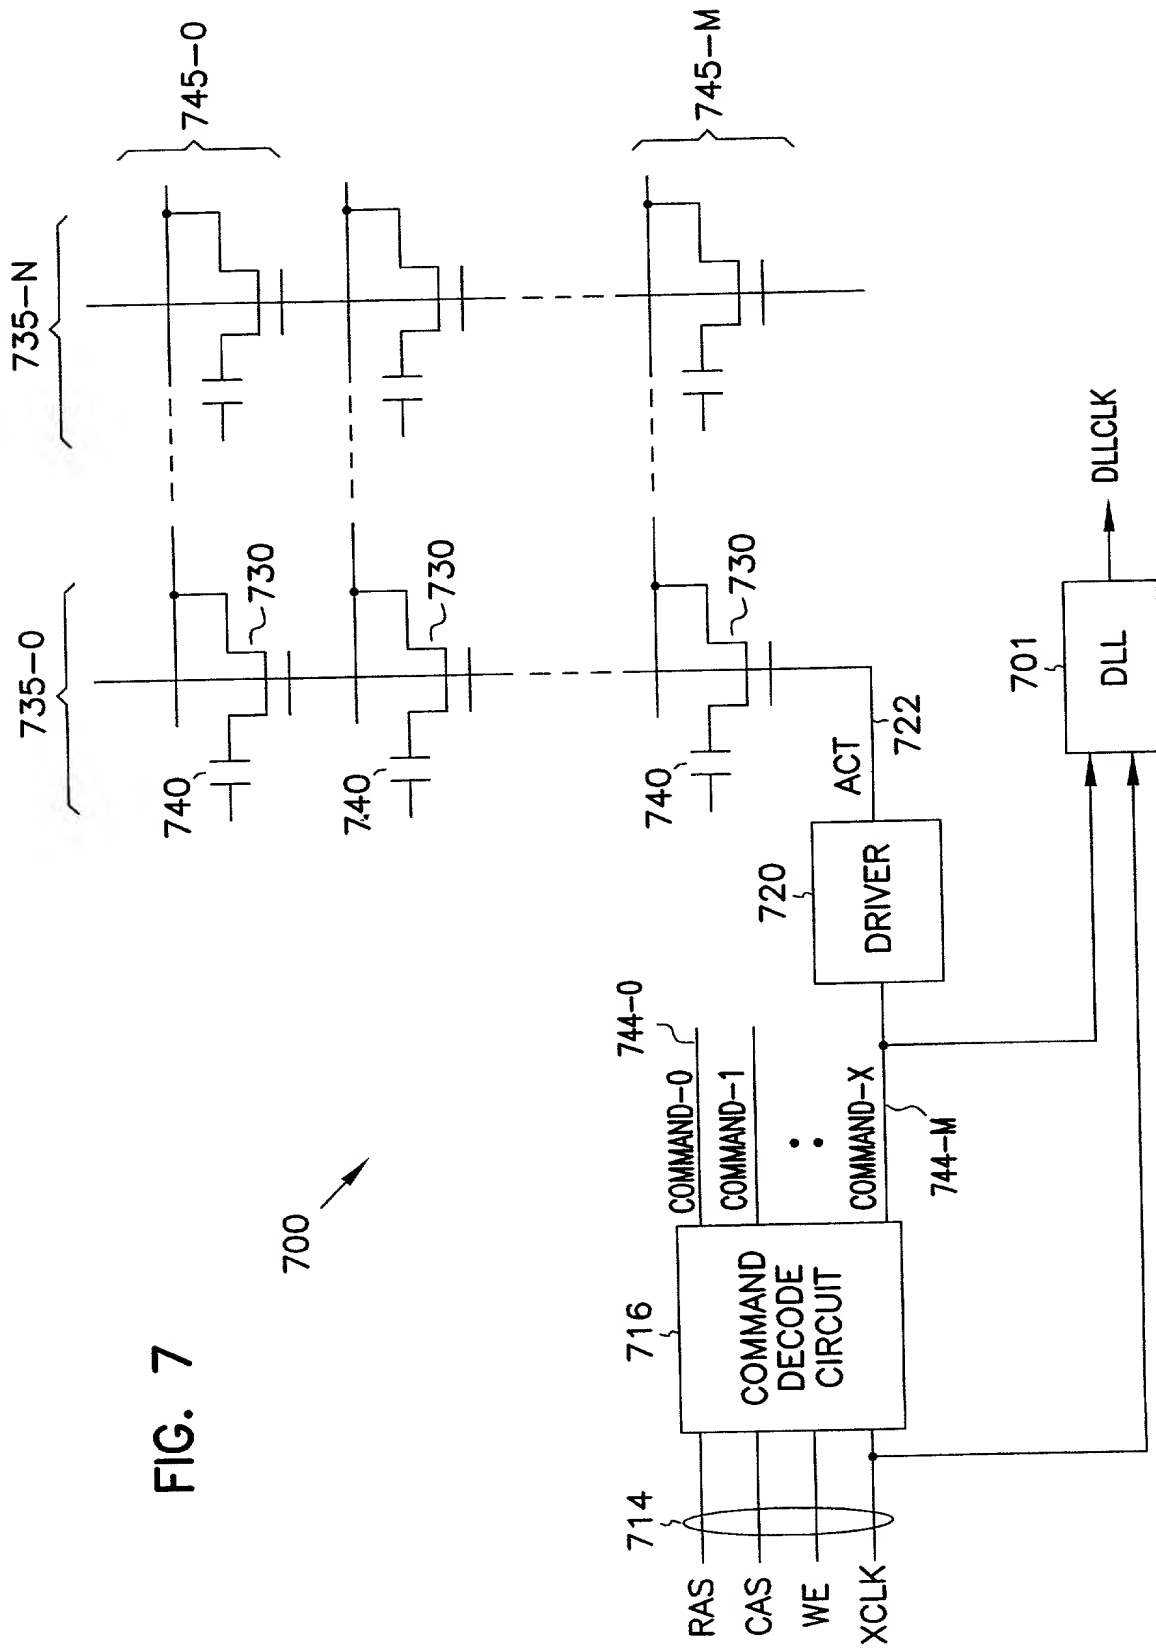 FIG. 7
700
735-0
735-N
745-0
745-M
740
730
740
730
740
730
714
RAS
CAS
WE
XCLK
716
COMMAND
DECODE
CIRCUIT
COMMAND-0
744-0
COMMAND-1
COMMAND-X
744-M
720
DRIVER
ACT
722
701
DLL
DLLCLK